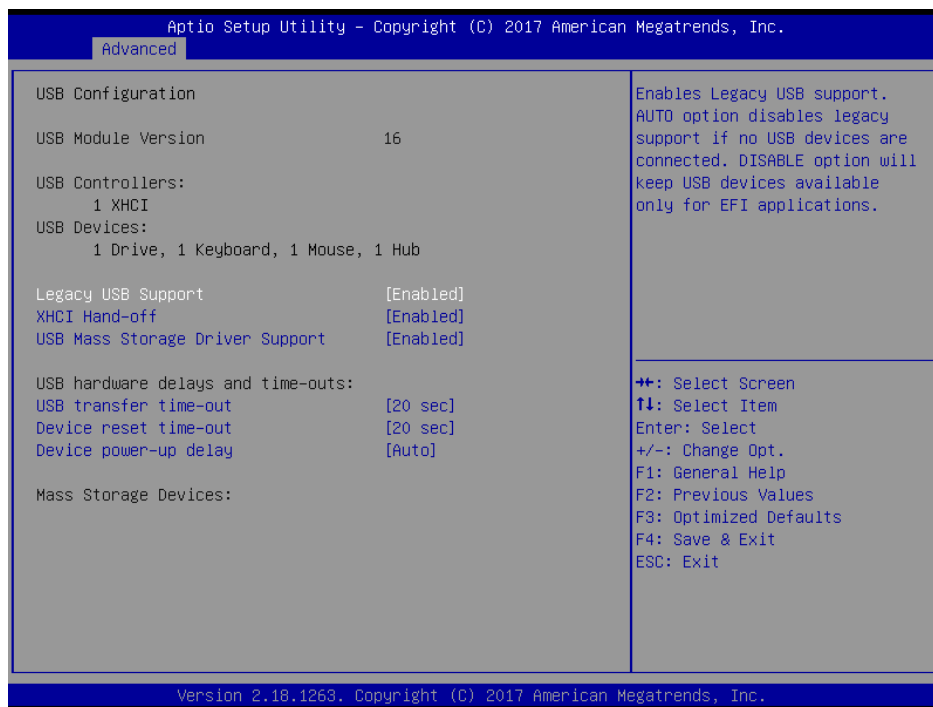 Aptio Setup Utility – Copyright (C) 2017 American Megatrends, Inc.
Advanced
USB Configuration
USB Module Version 16
USB Controllers:
1 XHCI
USB Devices:
1 Drive, 1 Keyboard, 1 Mouse, 1 Hub
Legacy USB Support [Enabled]
XHCI Hand-off [Enabled]
USB Mass Storage Driver Support [Enabled]
USB hardware delays and time-outs:
USB transfer time-out [20 sec]
Device reset time-out [20 sec]
Device power-up delay [Auto]
Mass Storage Devices:
Enables Legacy USB support.
AUTO option disables legacy
support if no USB devices are
connected. DISABLE option will
keep USB devices available
only for EFI applications.
→←: Select Screen
↑↓: Select Item
Enter: Select
+/-: Change Opt.
F1: General Help
F2: Previous Values
F3: Optimized Defaults
F4: Save & Exit
ESC: Exit
Version 2.18.1263. Copyright (C) 2017 American Megatrends, Inc.